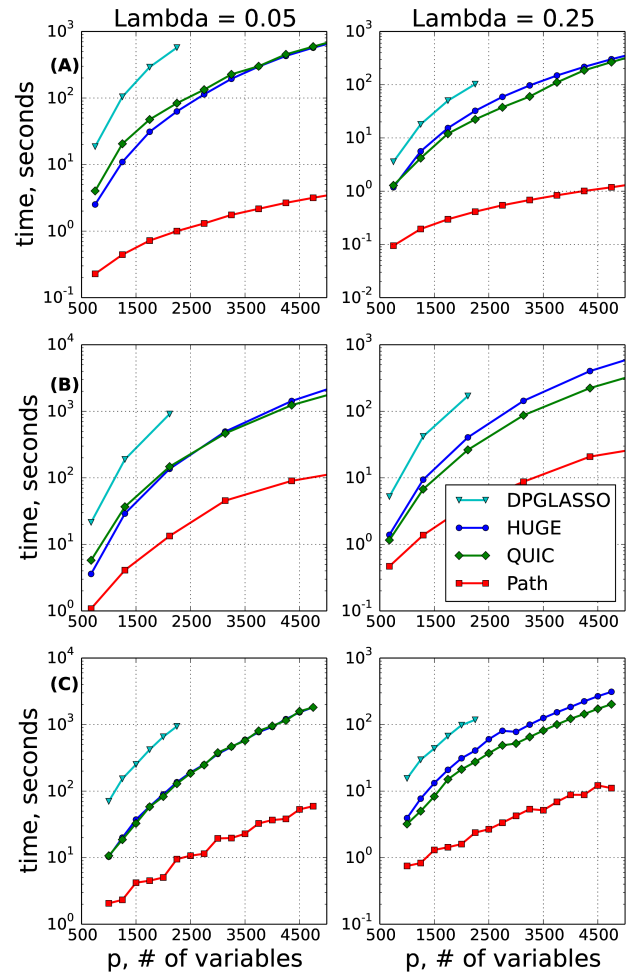 Lambda = 0.05
Lambda = 0.25
(A)
time, seconds
10^3
10^2
10^1
10^0
10^-1
500 1500 2500 3500 4500
10^3
10^2
10^1
10^0
10^-1
10^-2
500 1500 2500 3500 4500
(B)
time, seconds
10^4
10^3
10^2
10^1
10^0
500 1500 2500 3500 4500
10^3
10^2
10^1
10^0
10^-1
500 1500 2500 3500 4500
DPGLASSO
HUGE
QUIC
Path
(C)
time, seconds
10^4
10^3
10^2
10^1
10^0
500 1500 2500 3500 4500
p, # of variables
10^3
10^2
10^1
10^0
10^-1
500 1500 2500 3500 4500
p, # of variables